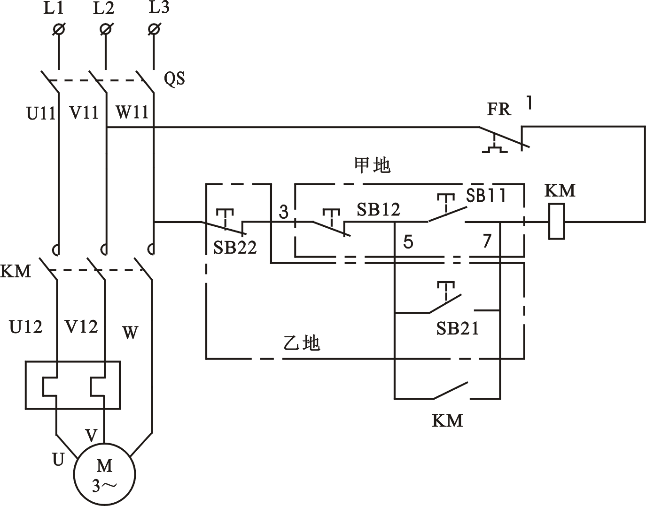 L1 L2 L3
QS
U11 V11 W11
FR 1
甲地
3 SB12 SB11 KM
SB22 5 7
KM
U12 V12 W
SB21
乙地
KM
V
U
M
3～